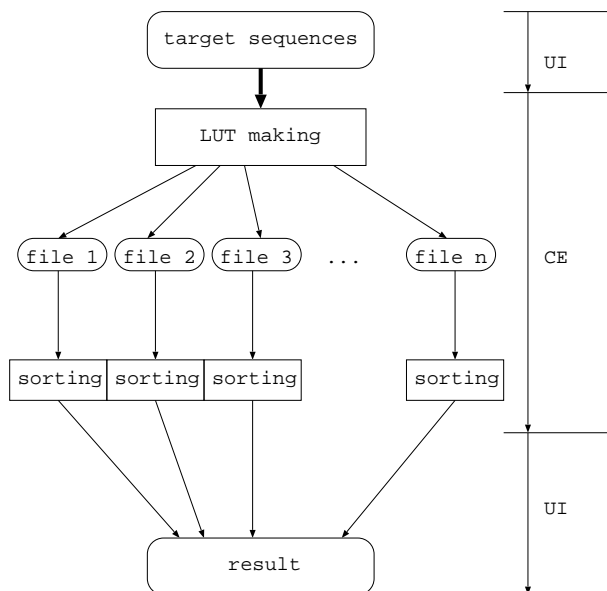 target sequences
UI
LUT making
file 1 file 2 file 3 ... file n
CE
sorting sorting sorting sorting
UI
result